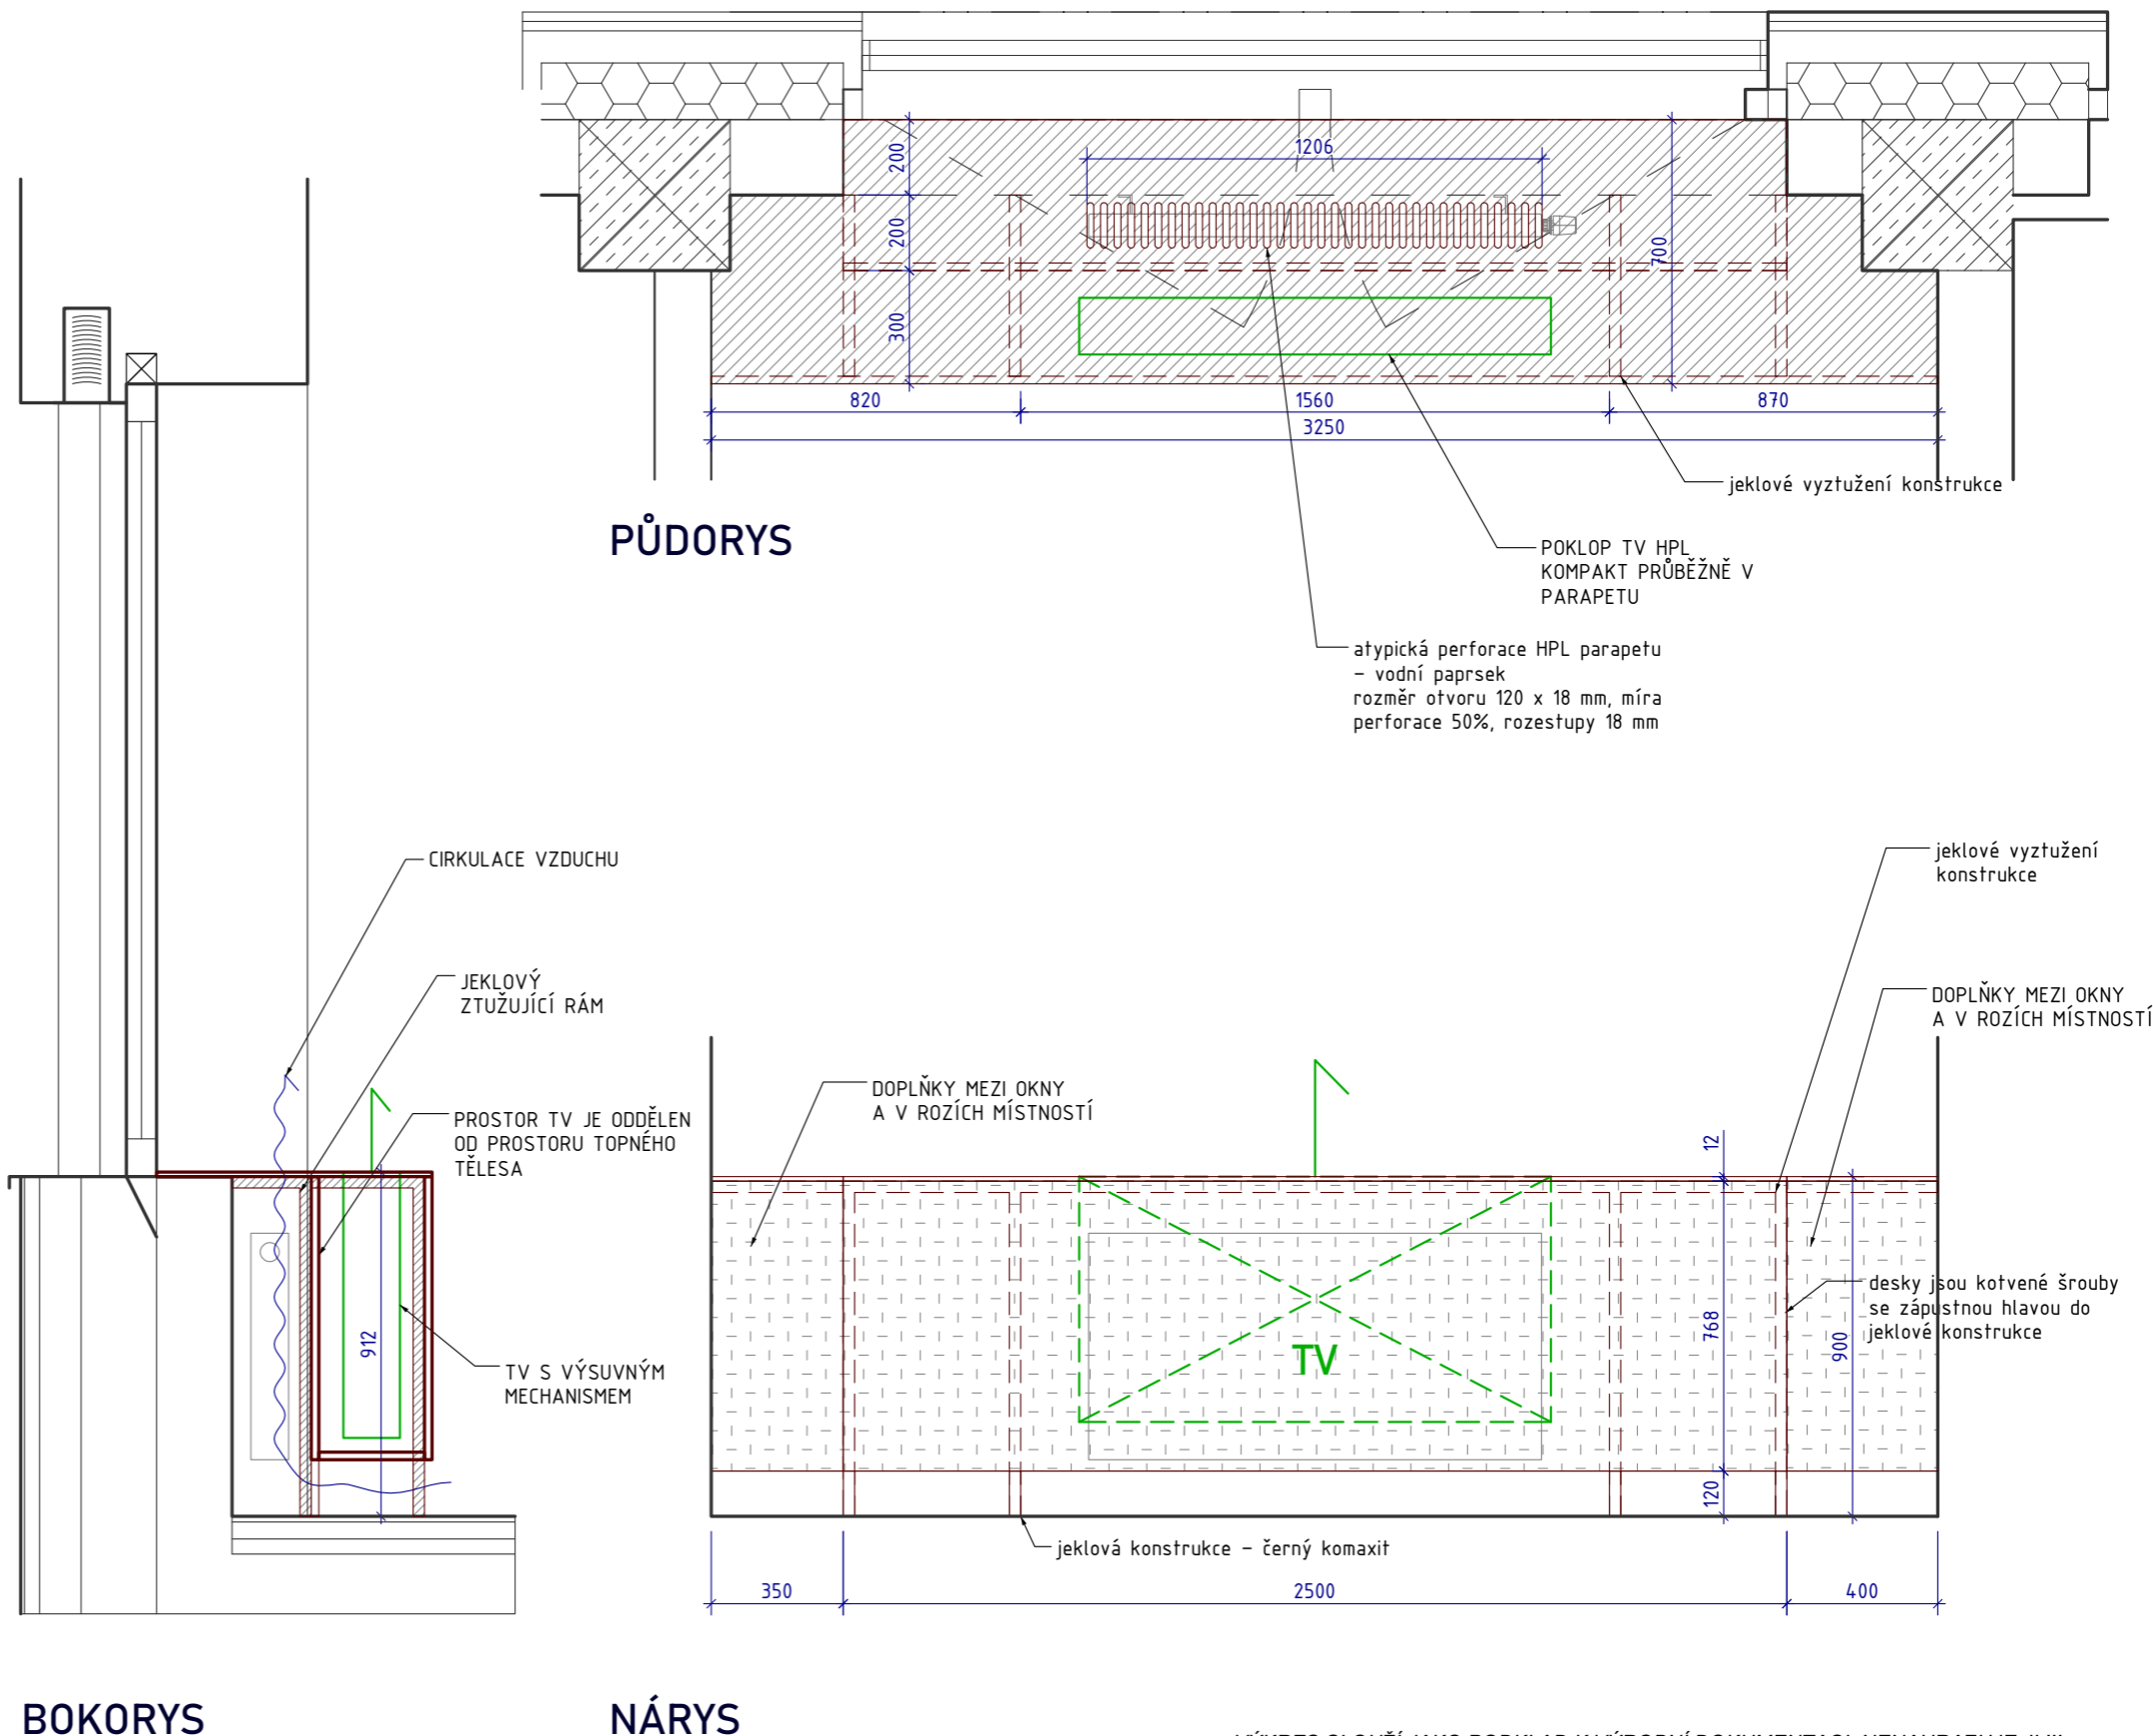 1206
200
200
300
700
820
1560
870
3250
jeklové vyztužení konstrukce
PŮDORYS
POKLOP TV HPL
KOMPAKT PRŮBĚŽNĚ V
PARAPETU
atypická perforace HPL parapetu
– vodní paprsek
rozměr otvoru 120 x 18 mm, míra
perforace 50%, rozestupy 18 mm
CIRKULACE VZDUCHU
jeklové vyztužení
konstrukce
JEKLOVÝ
ZTUŽUJÍCÍ RÁM
DOPLŇKY MEZI OKNY
A V ROZÍCH MÍSTNOSTÍ
DOPLŇKY MEZI OKNY
A V ROZÍCH MÍSTNOSTÍ
PROSTOR TV JE ODDĚLEN
OD PROSTORU TOPNÉHO
TĚLESA
12
desky jsou kotvené šrouby
se zápustnou hlavou do
jeklové konstrukce
768
900
912
TV
TV S VÝSUVNÝM
MECHANISMEM
120
jeklová konstrukce – černý komaxit
350
2500
400
BOKORYS
NÁRYS